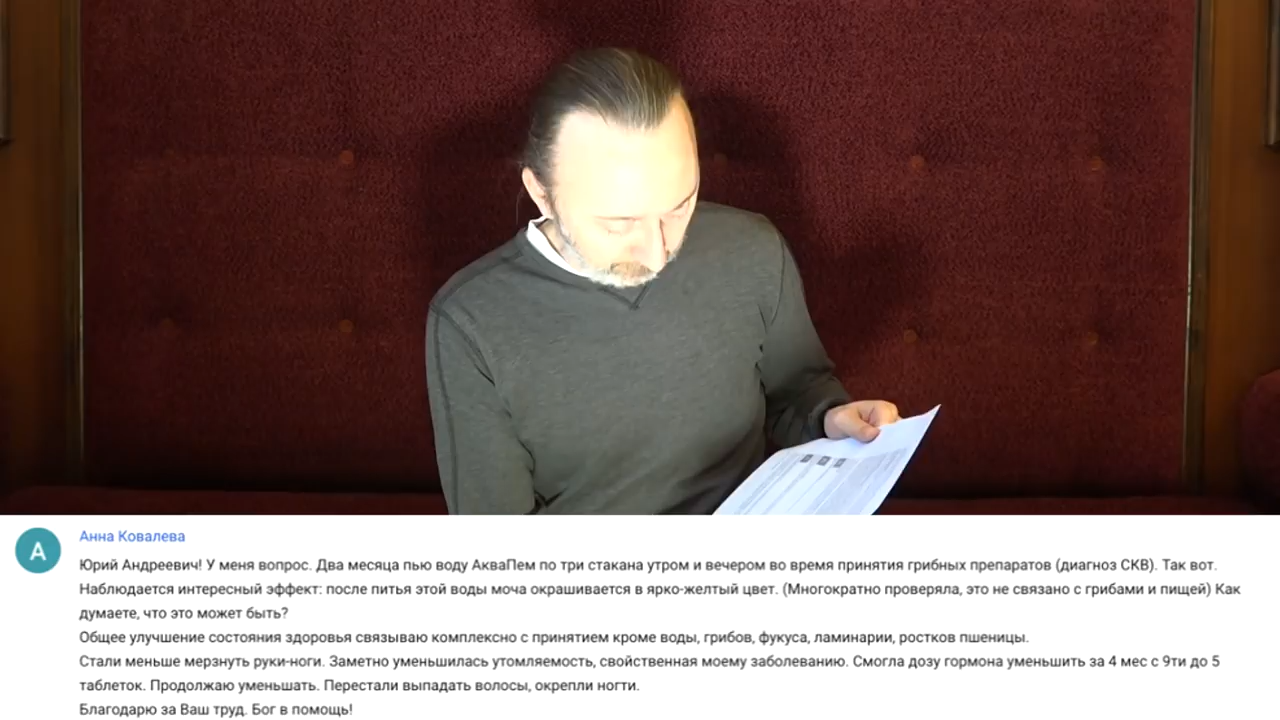 А
Анна Ковалева
Юрий Андреевич! У меня вопрос. Два месяца пью воду АкваПем по три стакана утром и вечером во время принятия грибных препаратов (диагноз СКВ). Так вот.
Наблюдается интересный эффект: после питья этой воды моча окрашивается в ярко-желтый цвет. (Многократно проверяла, это не связано с грибами и пищей) Как
думаете, что это может быть?
Общее улучшение состояния здоровья связываю комплексно с принятием кроме воды, грибов, фукуса, ламинарии, ростков пшеницы.
Стали меньше мерзнуть руки-ноги. Заметно уменьшилась утомляемость, свойственная моему заболеванию. Смогла дозу гормона уменьшить за 4 мес с 9ти до 5
таблеток. Продолжаю уменьшать. Перестали выпадать волосы, окрепли ногти.
Благодарю за Ваш труд. Бог в помощь!